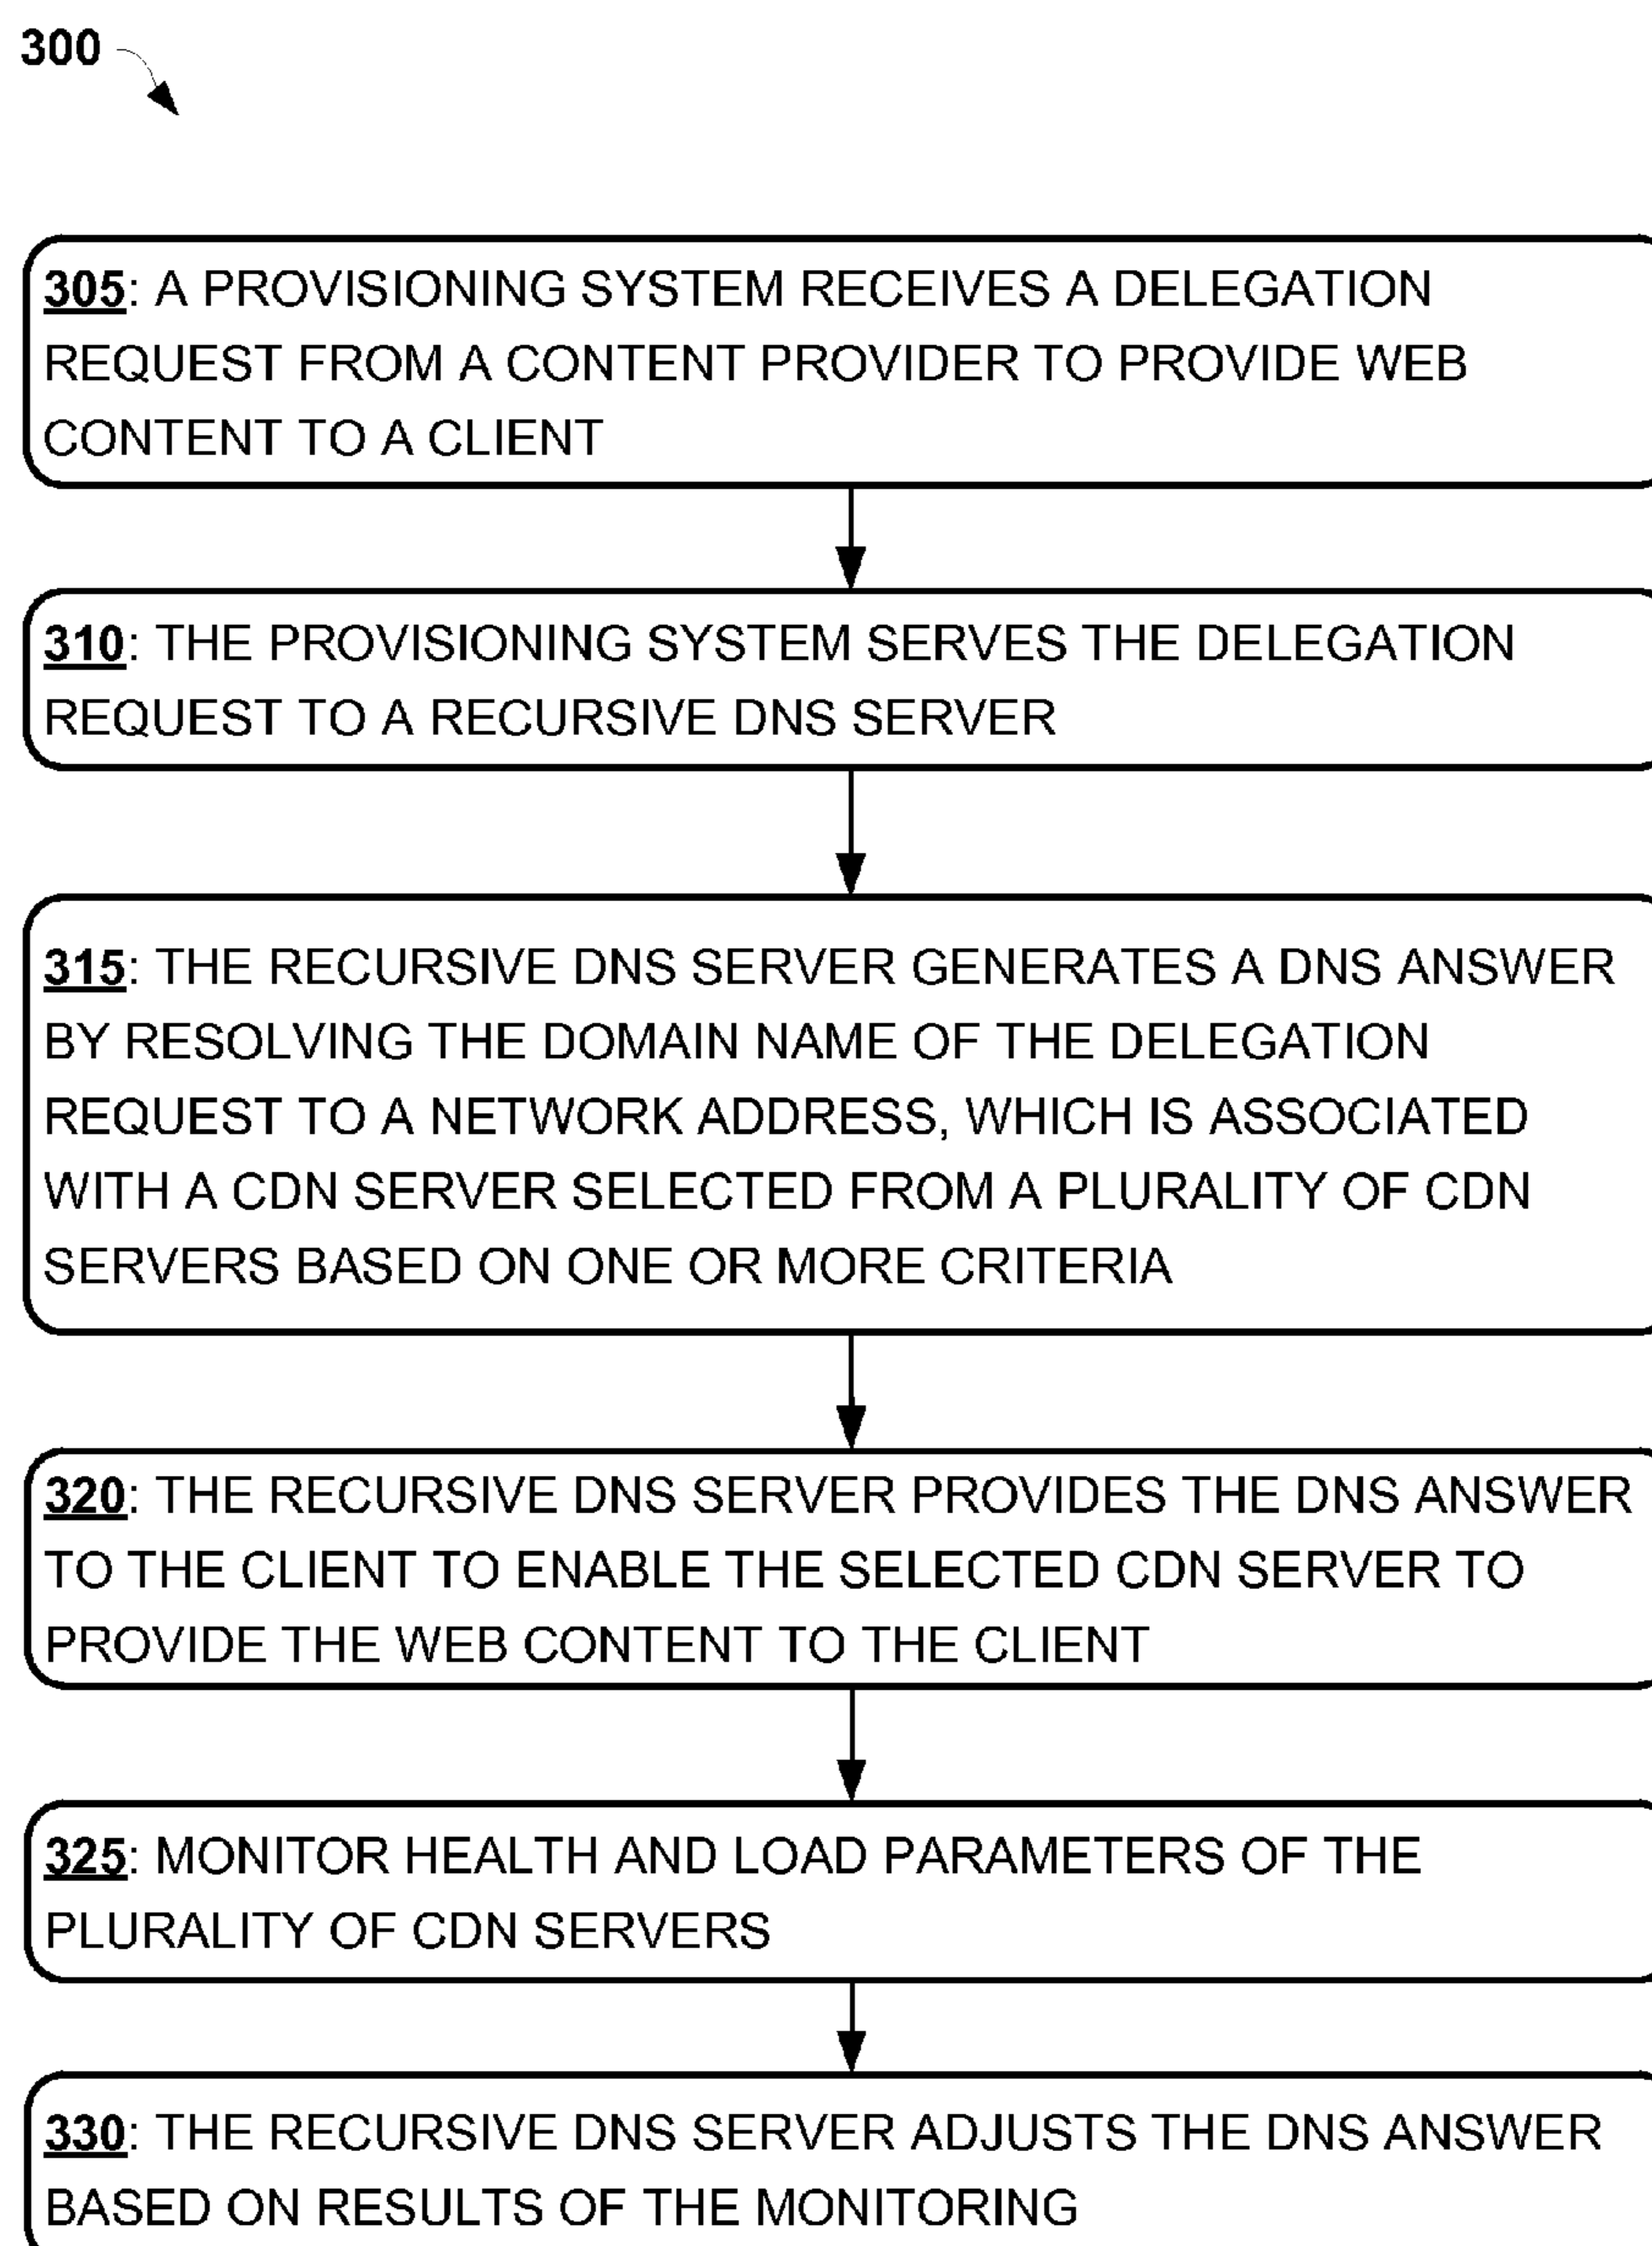 300
305: A PROVISIONING SYSTEM RECEIVES A DELEGATION
REQUEST FROM A CONTENT PROVIDER TO PROVIDE WEB
CONTENT TO A CLIENT
310: THE PROVISIONING SYSTEM SERVES THE DELEGATION
REQUEST TO A RECURSIVE DNS SERVER
315: THE RECURSIVE DNS SERVER GENERATES A DNS ANSWER
BY RESOLVING THE DOMAIN NAME OF THE DELEGATION
REQUEST TO A NETWORK ADDRESS, WHICH IS ASSOCIATED
WITH A CDN SERVER SELECTED FROM A PLURALITY OF CDN
SERVERS BASED ON ONE OR MORE CRITERIA
320: THE RECURSIVE DNS SERVER PROVIDES THE DNS ANSWER
TO THE CLIENT TO ENABLE THE SELECTED CDN SERVER TO
PROVIDE THE WEB CONTENT TO THE CLIENT
325: MONITOR HEALTH AND LOAD PARAMETERS OF THE
PLURALITY OF CDN SERVERS
330: THE RECURSIVE DNS SERVER ADJUSTS THE DNS ANSWER
BASED ON RESULTS OF THE MONITORING